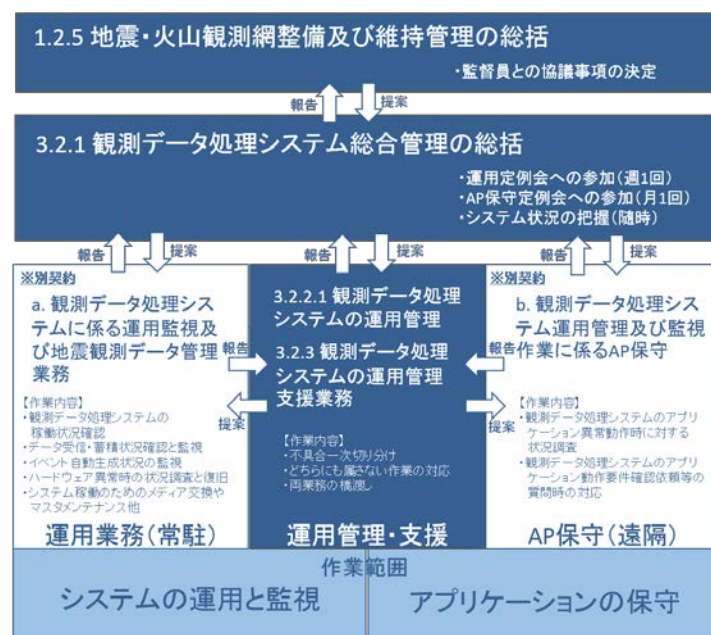 1.2.5 地震・火山観測網整備及び維持管理の総括
・監督員との協議事項の決定
報告
提案
3.2.1 観測データ処理システム総合管理の総括
・運用定例会への参加(週1回)
・AP保守定例会への参加(月1回)
・システム状況の把握(随時)
報告
提案
報告
提案
報告
提案
※別契約
a. 観測データ処理シス
テムに係る運用監視及
び地震観測データ管理
業務
【作業内容】
・観測データ処理システムの
稼働状況確認
・データ受信・蓄積状況確認と監視
・イベント自動生成状況の監視
・ハードウェア異常時の状況調査と復旧
・システム稼働のためのメディア交換や
マスタメンテナンス他
運用業務(常駐)
報告
提案
3.2.2.1 観測データ処理
システムの運用管理
3.2.3 観測データ処理
システムの運用管理
支援業務
【作業内容】
・不具合一次切り分け
・どちらにも属さない作業の対応
・両業務の橋渡し
運用管理・支援
報告
提案
※別契約
b. 観測データ処理シス
テム運用管理及び監視
作業に係るAP保守
【作業内容】
・観測データ処理システムのアプリ
ケーション異常動作時に対する
状況調査
・観測データ処理システムのアプリ
ケーション動作要件確認依頼等の
質問時の対応
AP保守(遠隔)
作業範囲
システムの運用と監視
アプリケーションの保守